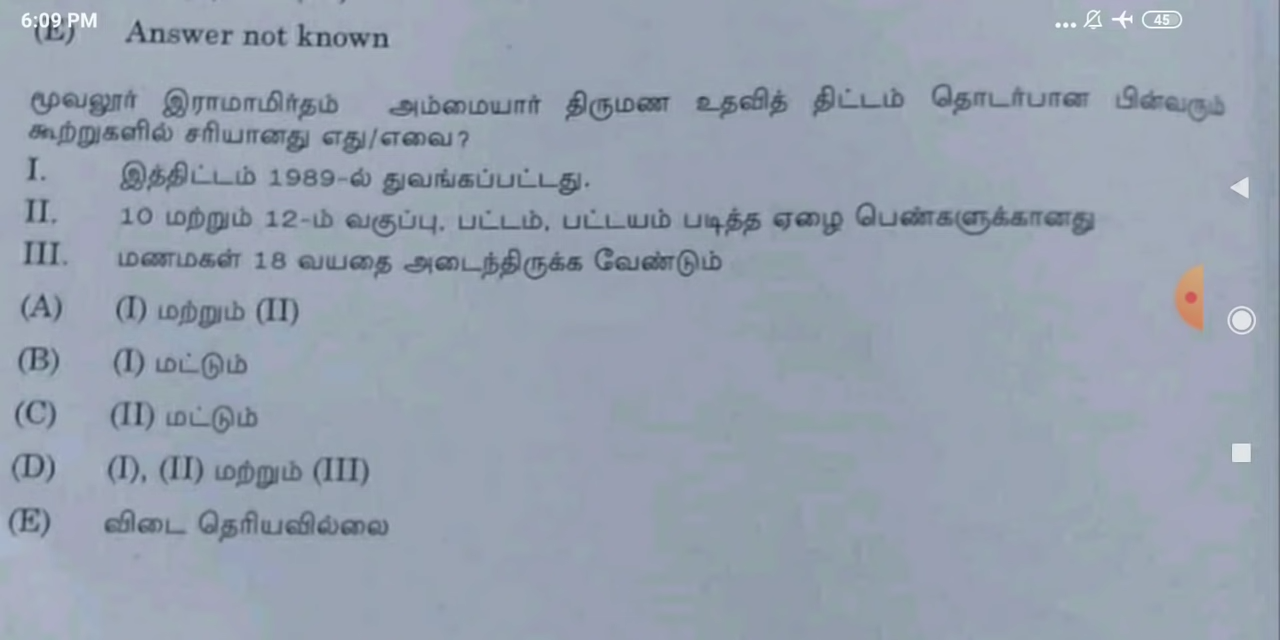 6:09 PM
45
(E) Answer not known
மூவலூர் இராமாமிர்தம் அம்மையார் திருமண உதவித் திட்டம் தொடர்பான பின்வரும்
கூற்றுகளில் சரியானது எது/எவை?
I. இத்திட்டம் 1989-ல் துவங்கப்பட்டது.
II. 10 மற்றும் 12-ம் வகுப்பு, பட்டம், பட்டயம் படித்த ஏழை பெண்களுக்கானது
III. மணமகள் 18 வயதை அடைந்திருக்க வேண்டும்
(A) (I) மற்றும் (II)
(B) (I) மட்டும்
(C) (II) மட்டும்
(D) (I), (II) மற்றும் (III)
(E) விடை தெரியவில்லை